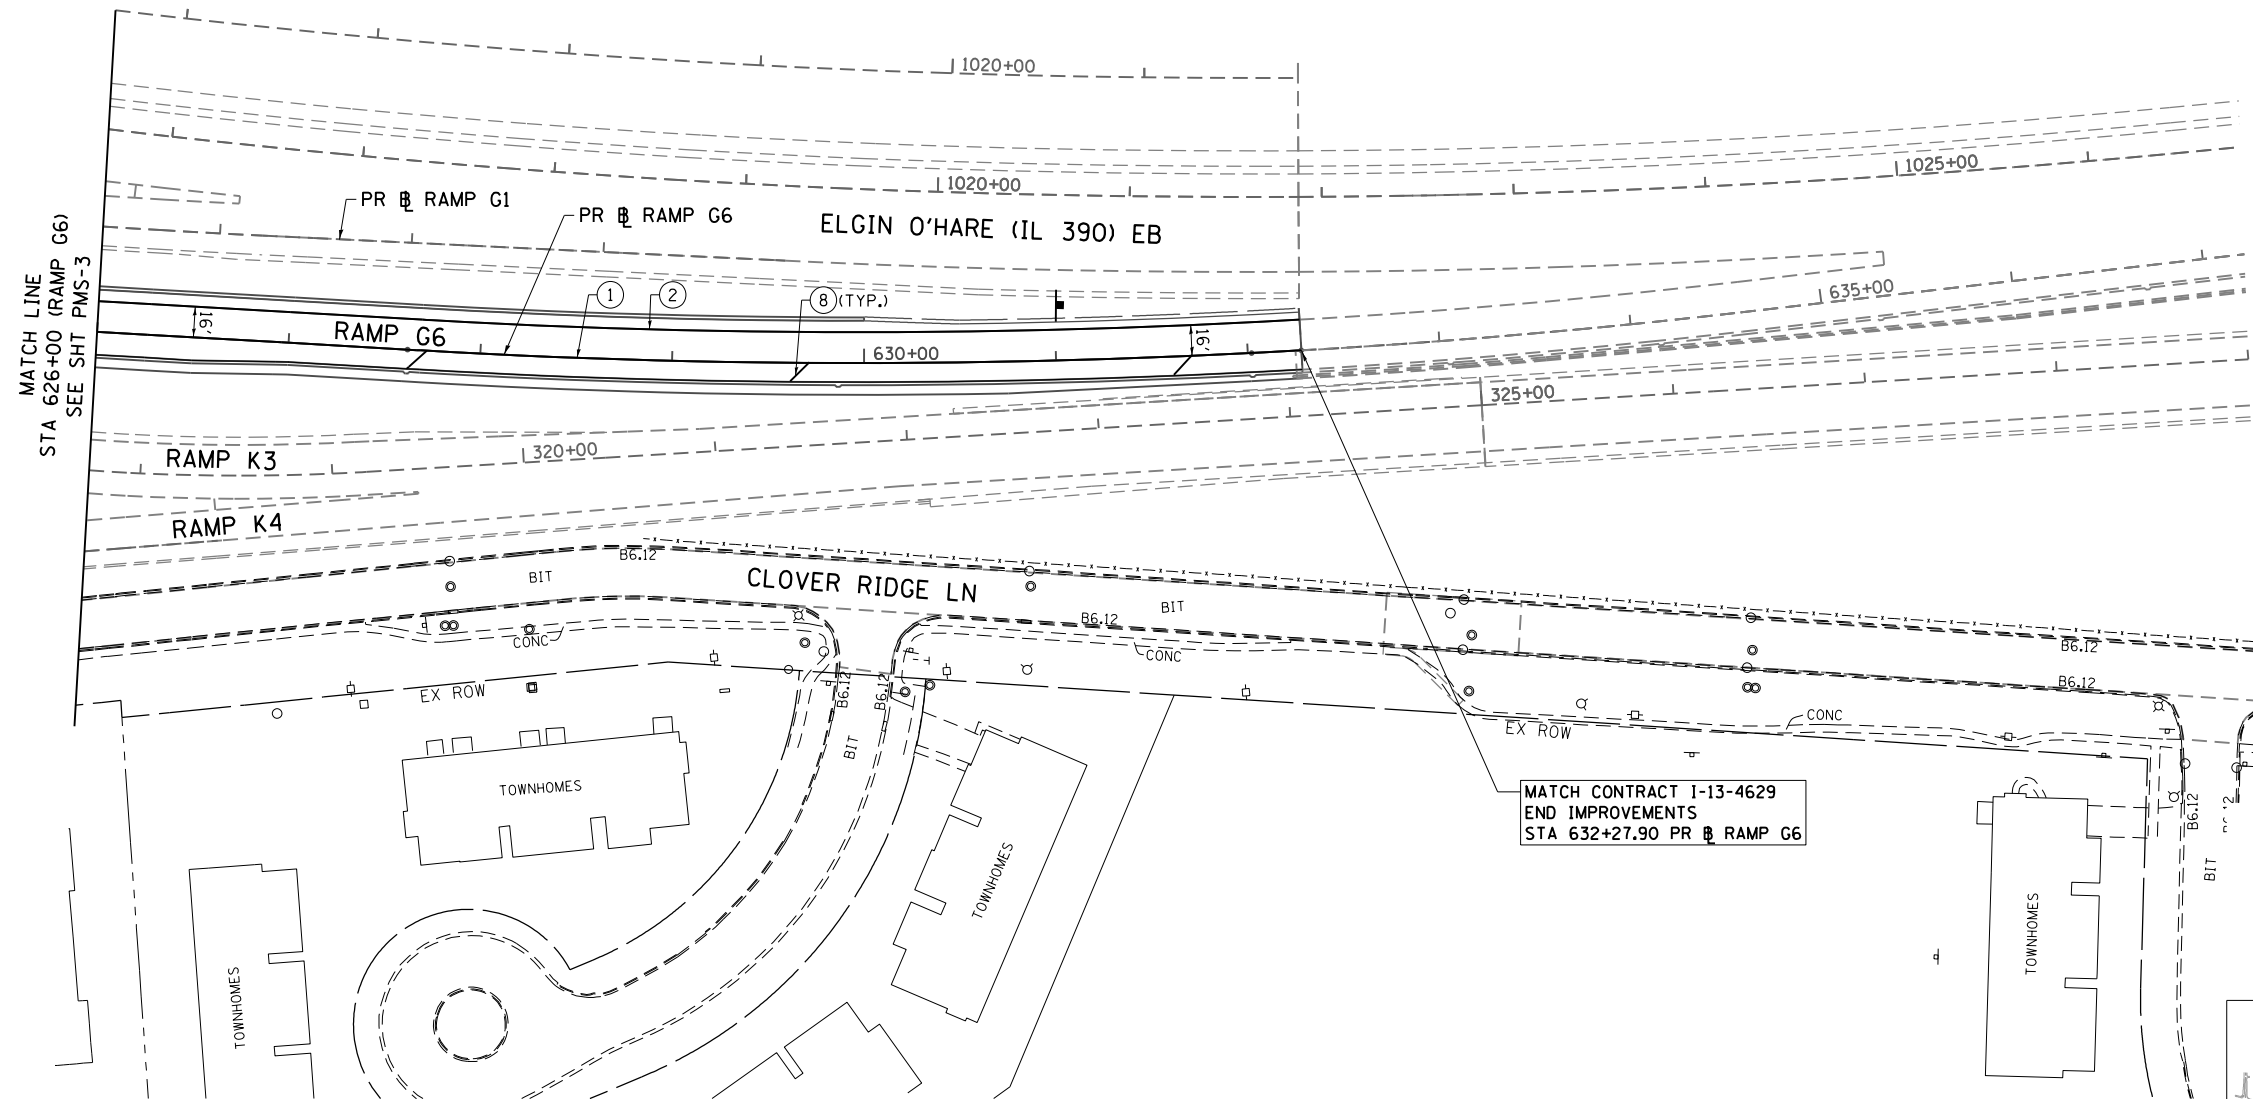 1020+00
1020+00
1025+00
PR BL RAMP G1
PR BL RAMP G6
ELGIN O'HARE (IL 390) EB
MATCH LINE
STA 626+00 (RAMP G6)
SEE SHT PMS-3
1
2
8 (TYP.)
635+00
16'
RAMP G6
16'
630+00
325+00
320+00
RAMP K3
RAMP K4
B6.12
BIT
CLOVER RIDGE LN
BIT
B6.12
CONC
CONC
B6.12
B6.12
EX ROW
B6.12
B6.12
CONC
EX ROW
BIT
TOWNHOMES
MATCH CONTRACT I-13-4629
END IMPROVEMENTS
STA 632+27.90 PR BL RAMP G6
B6.12
BIT
TOWNHOMES
TOWNHOMES
TOWNHOMES